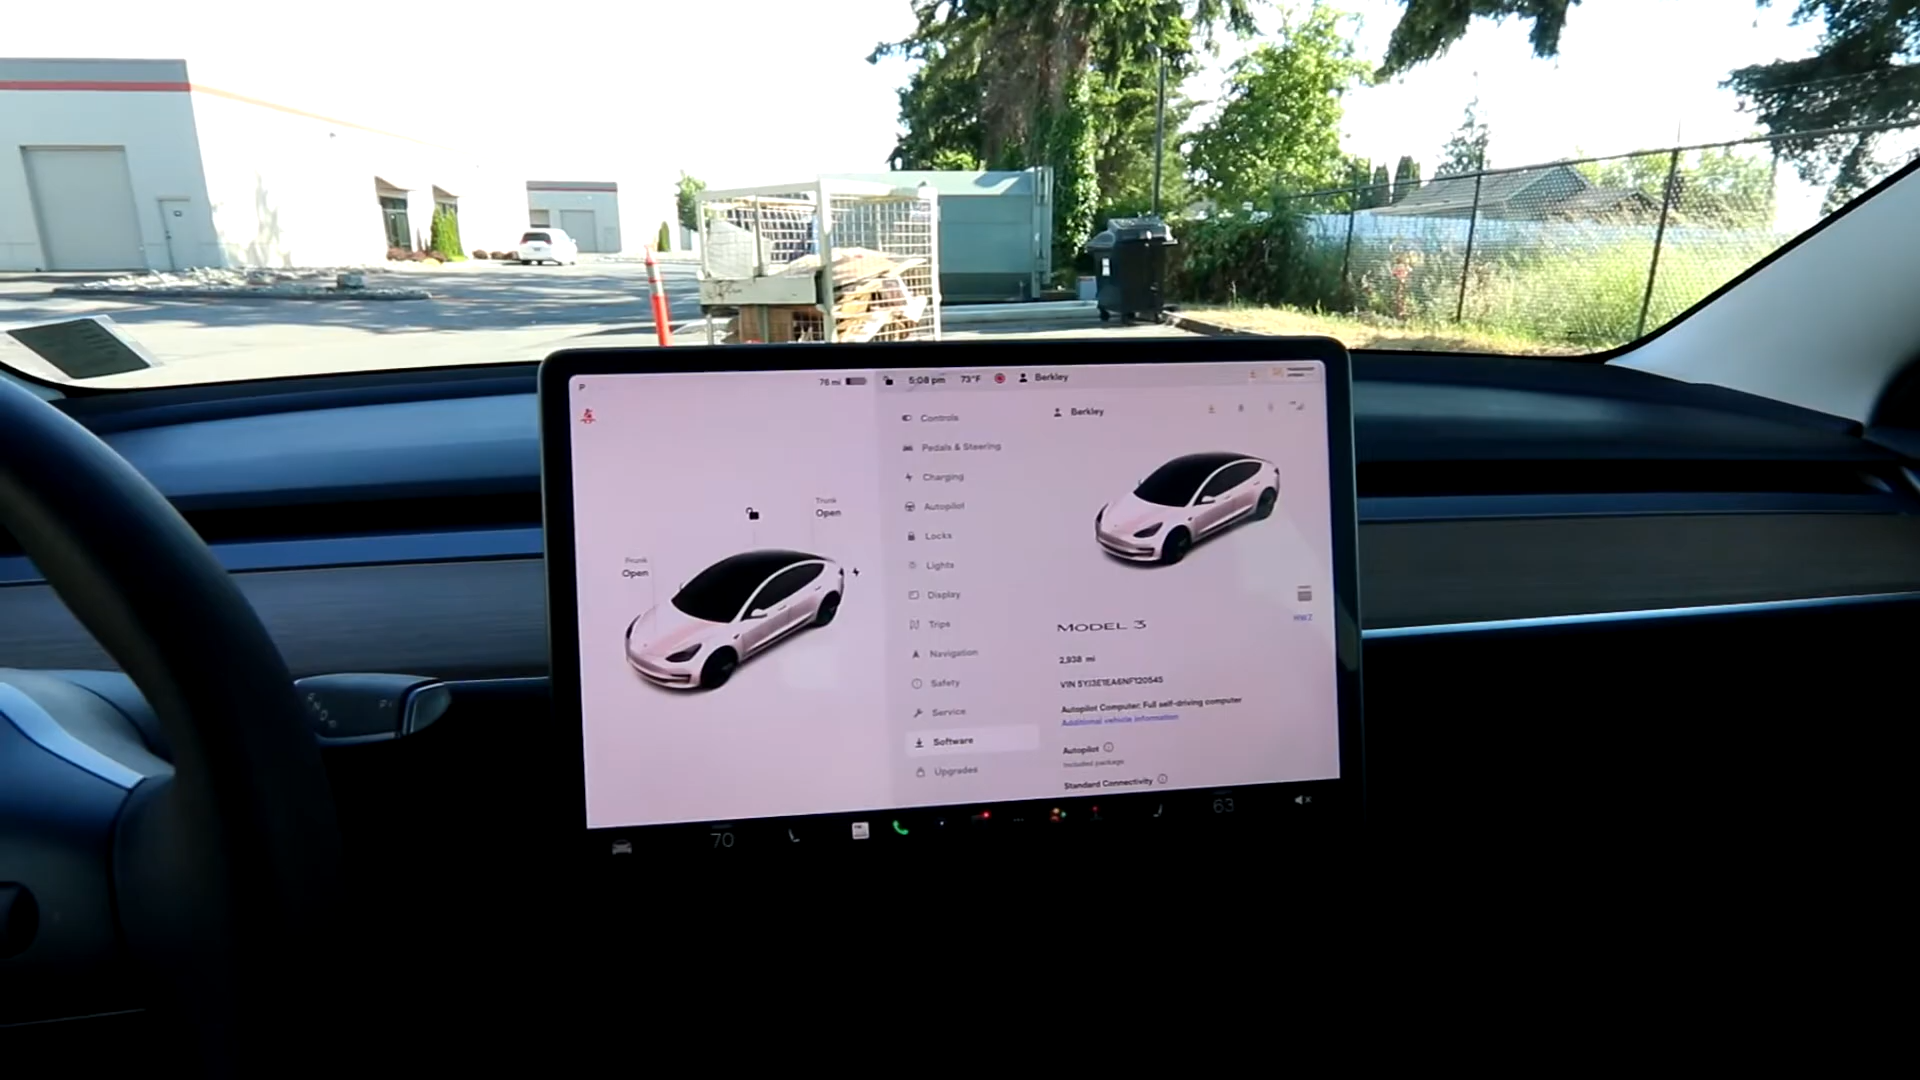 P
76 mi
5:08 pm
73°F
Berkley
Trunk
Open
Frunk
Open
Controls
Pedals & Steering
Charging
Autopilot
Locks
Lights
Display
Trips
Navigation
Safety
Service
Software
Upgrades
Berkley
MODEL 3
2,938 mi
VIN 5YJ3E1EA6NF120545
Autopilot Computer: Full self-driving computer
Additional vehicle information
Autopilot
Included package
Standard Connectivity
70
63